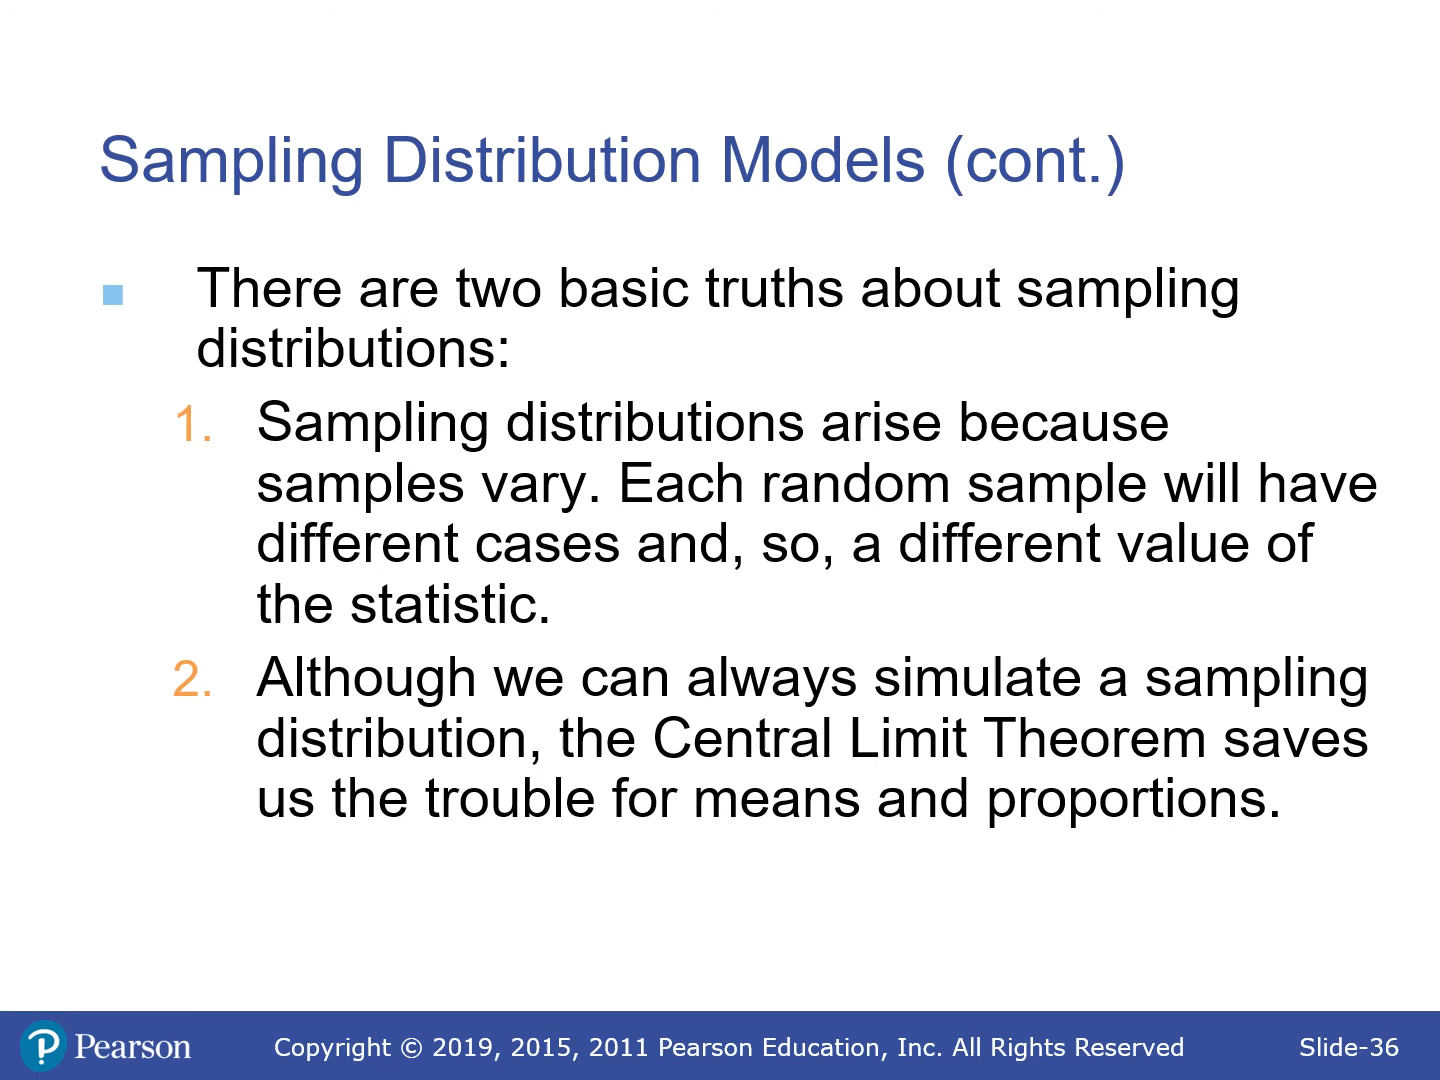 Sampling Distribution Models (cont.)
There are two basic truths about sampling
distributions:
1. Sampling distributions arise because
samples vary. Each random sample will have
different cases and, so, a different value of
the statistic.
2. Although we can always simulate a sampling
distribution, the Central Limit Theorem saves
us the trouble for means and proportions.
Pearson Copyright © 2019, 2015, 2011 Pearson Education, Inc. All Rights Reserved Slide-36